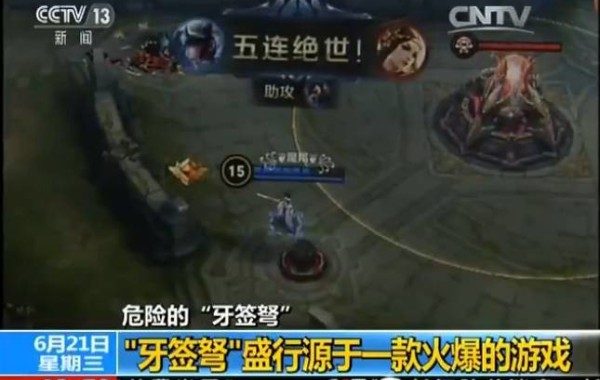 CCTV 13
新闻
CNTV
五连绝世!
助攻
15
危险的“牙签弩”
6月21日
星期三
"牙签弩"盛行源于一款火爆的游戏